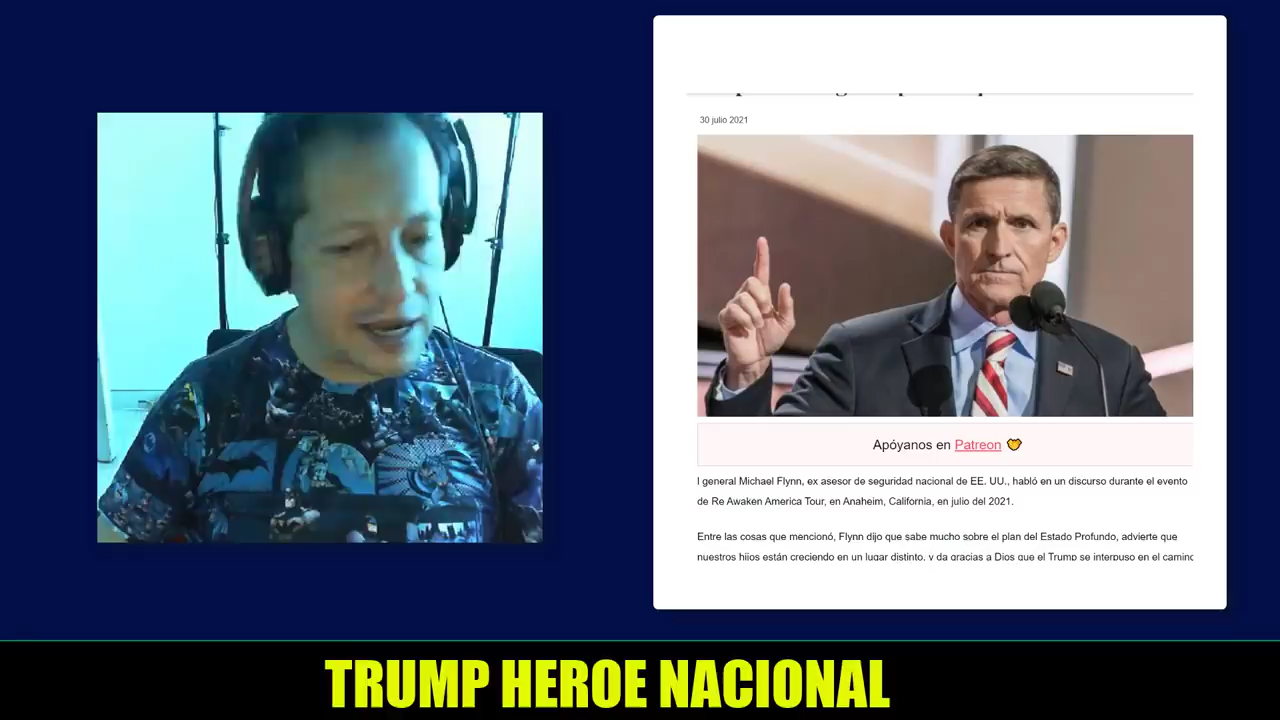 30 julio 2021
Apóyanos en Patreon
l general Michael Flynn, ex asesor de seguridad nacional de EE. UU., habló en un discurso durante el evento
de Re Awaken America Tour, en Anaheim, California, en julio del 2021.
Entre las cosas que mencionó, Flynn dijo que sabe mucho sobre el plan del Estado Profundo, advierte que
nuestros hijos están creciendo en un lugar distinto, y da gracias a Dios que el Trump se interpuso en el camino
TRUMP HEROE NACIONAL